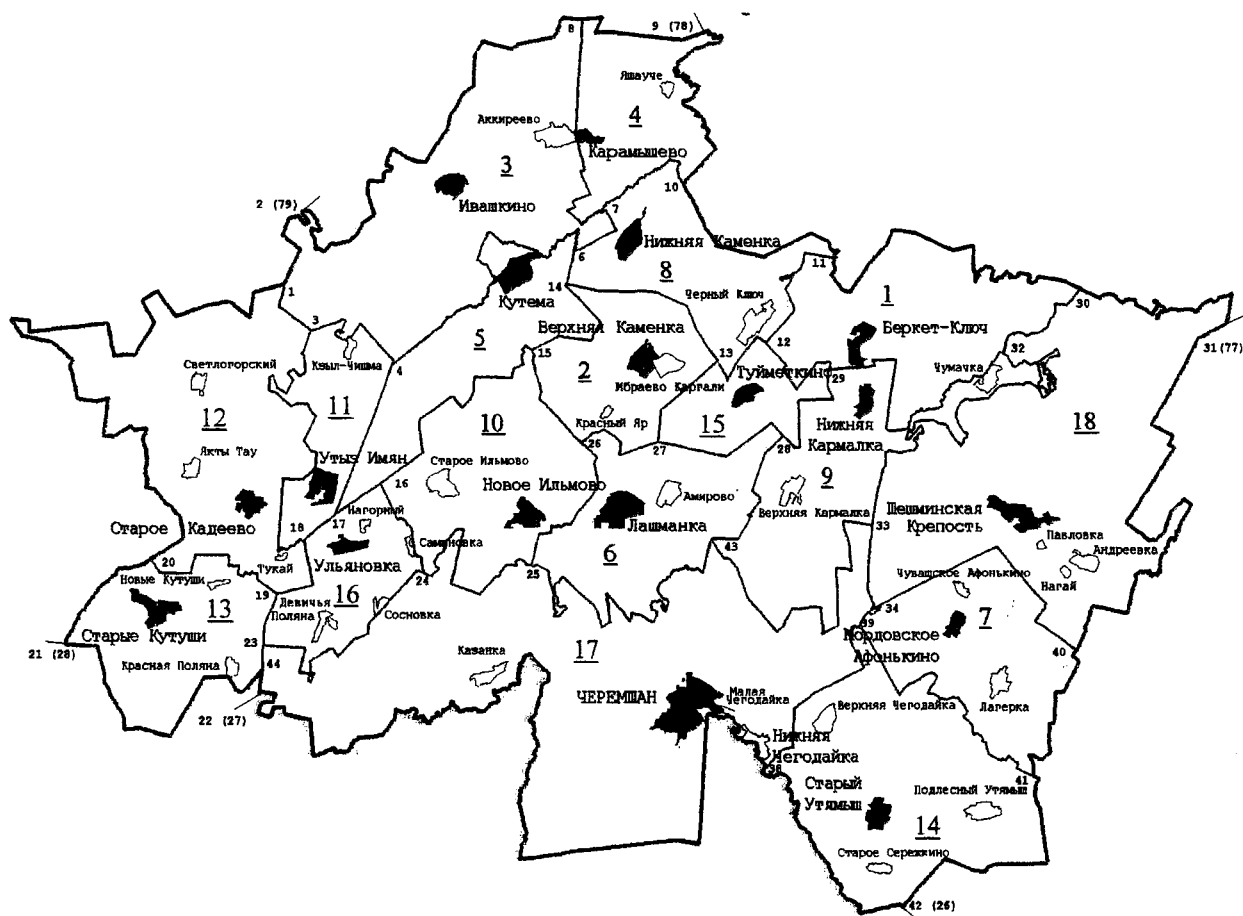 8
9 (78)
Яшауче
4
Аккиреево
Карамышево
3
10
Ивашкино
2 (79)
7
Нижняя Каменка
6
8
11
14
Кутема
1
1
30
Черный Ключ
3
5
Верхняя Каменка
Беркет-Ключ
31 (77)
15
13
12
32
Кзыл-Чишма
4
2
Светлогорский
Туйметкино
29
Чумачка
Ибраево Каргали
12
11
Красный Яр
15
Нижняя
Кармалка
18
10
26
27
28
Якты Тау
Утыз Имян
Старое Ильмово
9
16
Новое Ильмово
Амирово
Верхняя Кармалка
Шешминская
Крепость
Старое Кадеево
18
17
Нагорный
Лашманка
33
Павловка
Андреевка
Тукай
Ульяновка
Самановка
6
43
20
Новые Кутуши
24
25
Чувашское Афонькино
Нагай
19
Девичья
Поляна
16
13
Сосновка
34
39
7
Старые Кутуши
23
Мордовское
Афонькино
40
21 (28)
Красная Поляна
44
Казанка
17
22 (27)
ЧЕРЕМШАН
Малая
Чегодайка
Верхняя Чегодайка
Лагерка
Нижняя
Чегодайка
38
41
Старый
Утямыш
Подлесный Утямыш
14
Старое Сережкино
42 (26)